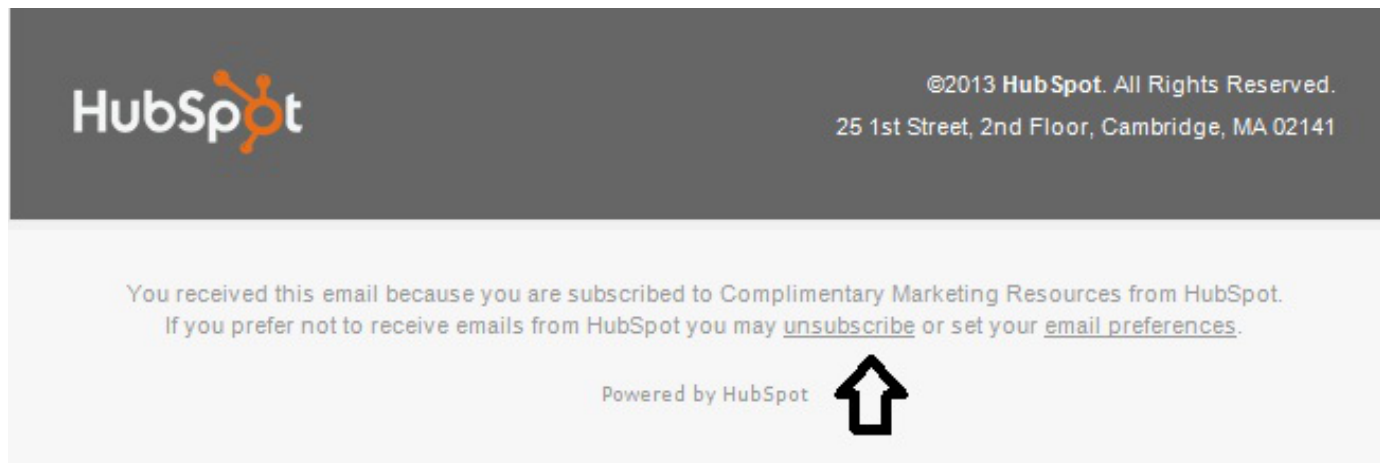 HubSpot
©2013 HubSpot. All Rights Reserved.
25 1st Street, 2nd Floor, Cambridge, MA 02141
You received this email because you are subscribed to Complimentary Marketing Resources from HubSpot.
If you prefer not to receive emails from HubSpot you may unsubscribe or set your email preferences.
Powered by HubSpot